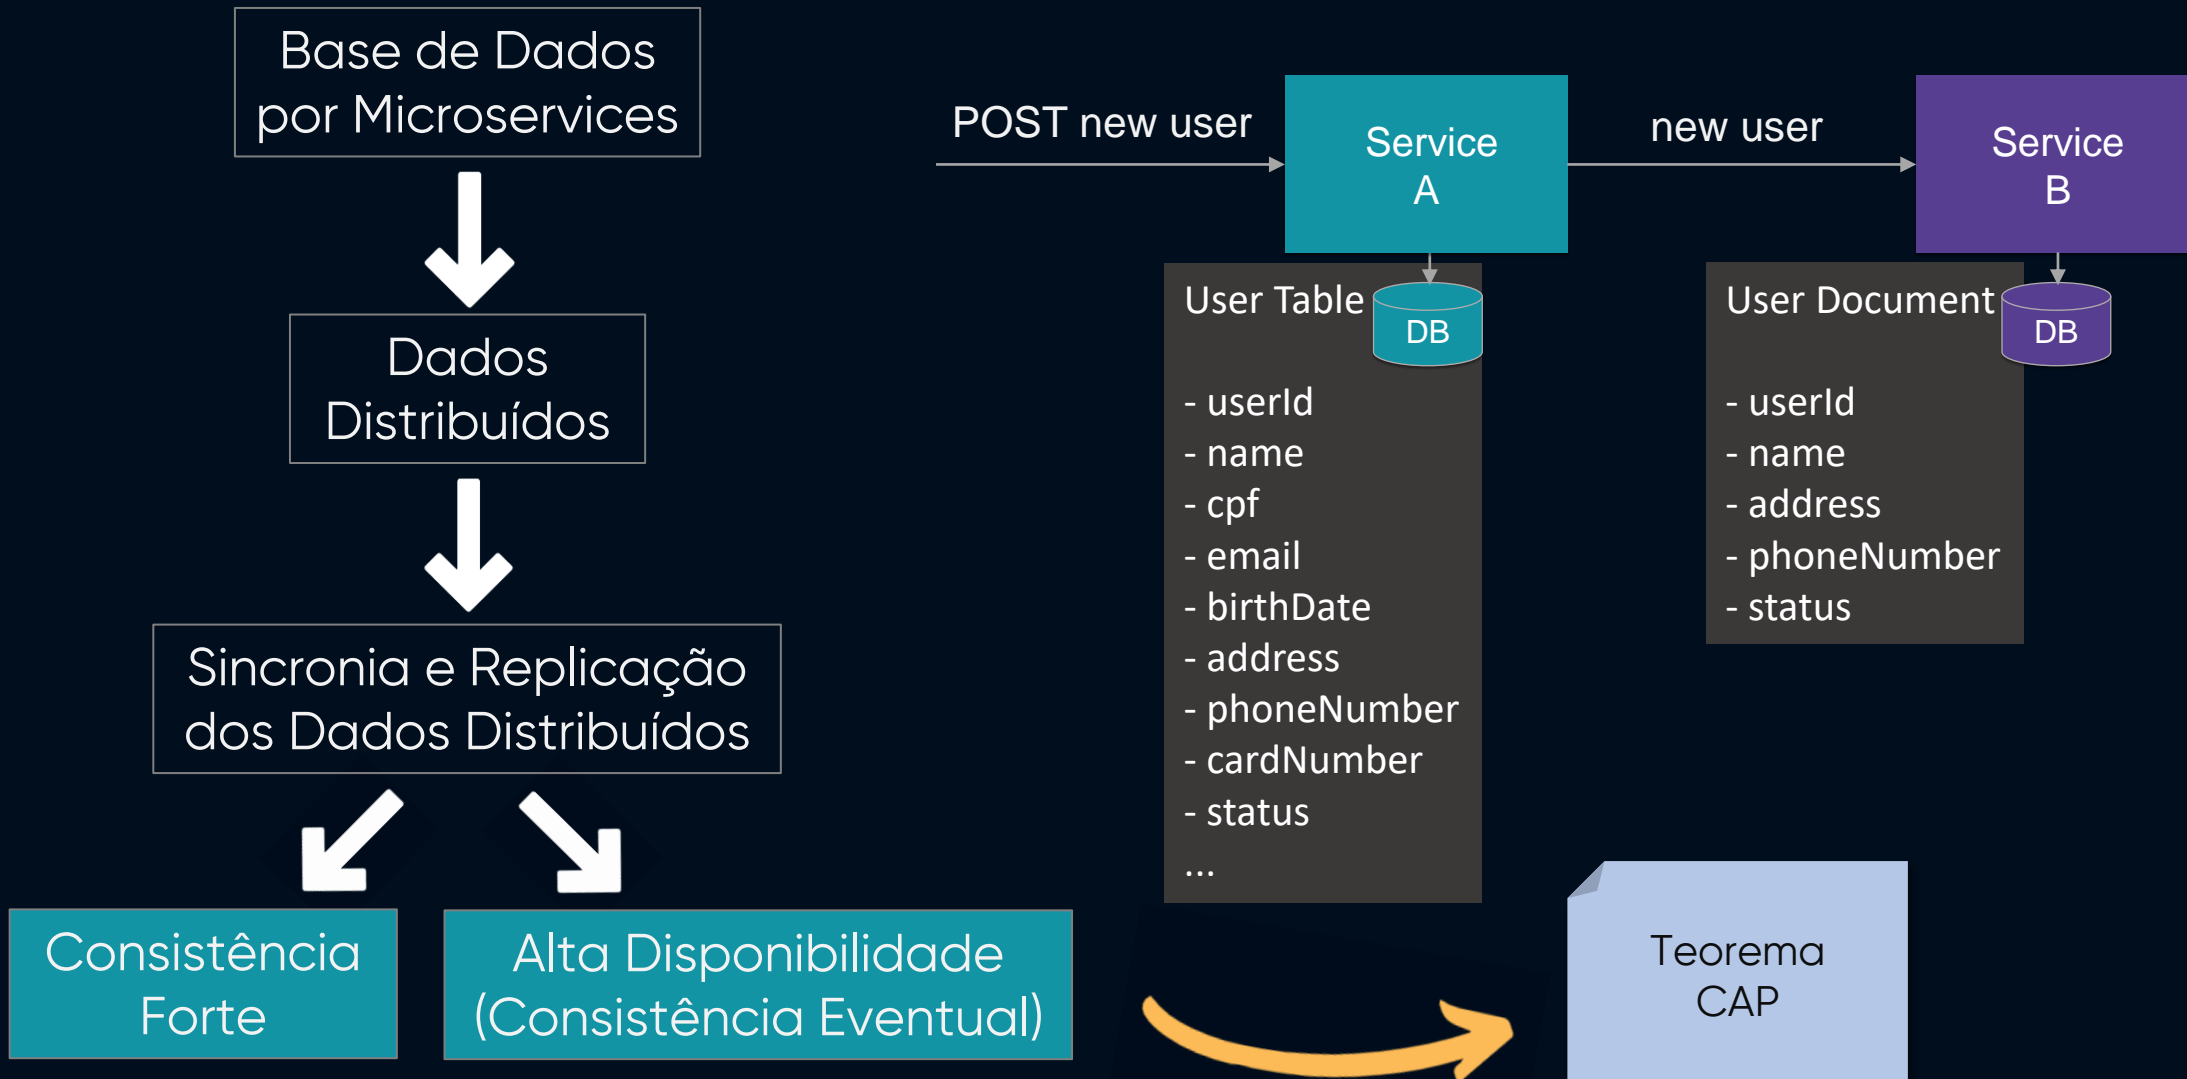 Base de Dados
por Microservices
Dados
Distribuídos
Sincronia e Replicação
dos Dados Distribuídos
Consistência
Forte
Alta Disponibilidade
(Consistência Eventual)
POST new user
Service
A
new user
Service
B
User Table
DB
- userId
- name
- cpf
- email
- birthDate
- address
- phoneNumber
- cardNumber
- status
...
User Document
DB
- userId
- name
- address
- phoneNumber
- status
Teorema
CAP